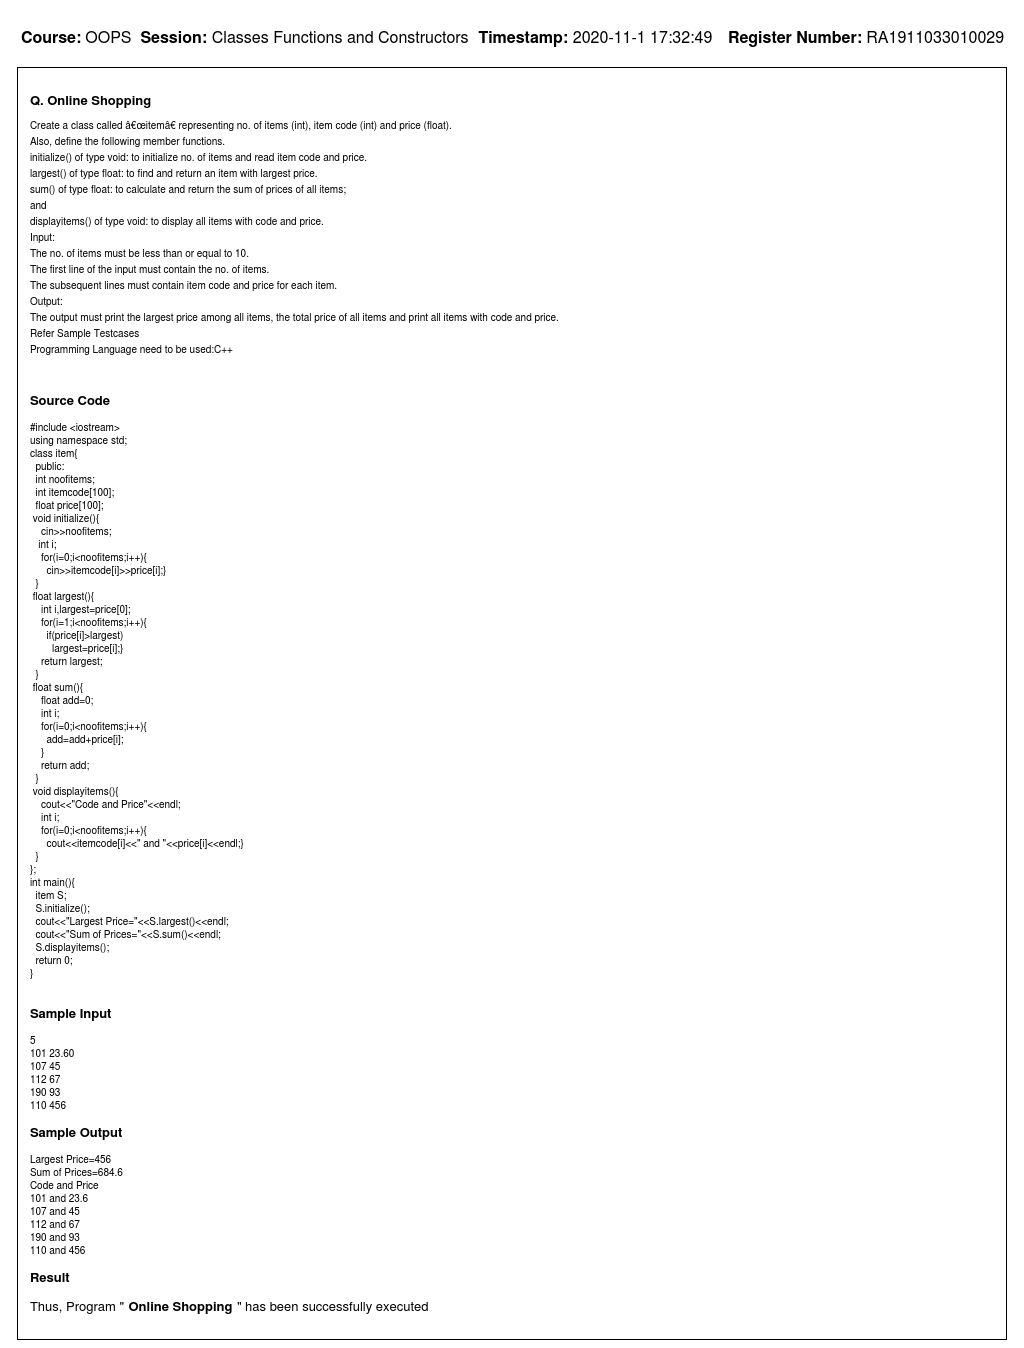 Course: OOPS Session: Classes Functions and Constructors Timestamp: 2020-11-1 17:32:49 Register Number: RA1911033010029
Q. Online Shopping
Create a class called â€œitemâ€ representing no. of items (int), item code (int) and price (float).
Also, define the following member functions.
initialize() of type void: to initialize no. of items and read item code and price.
largest() of type float: to find and return an item with largest price.
sum() of type float: to calculate and return the sum of prices of all items;
and
displayitems() of type void: to display all items with code and price.
Input:
The no. of items must be less than or equal to 10.
The first line of the input must contain the no. of items.
The subsequent lines must contain item code and price for each item.
Output:
The output must print the largest price among all items, the total price of all items and print all items with code and price.
Refer Sample Testcases
Programming Language need to be used:C++
Source Code
#include <iostream>
using namespace std;
class item{
  public:
  int noofitems;
  int itemcode[100];
  float price[100];
 void initialize(){
    cin>>noofitems;
   int i;
    for(i=0;i<noofitems;i++){
      cin>>itemcode[i]>>price[i];}
  }
 float largest(){
    int i,largest=price[0];
    for(i=1;i<noofitems;i++){
      if(price[i]>largest)
        largest=price[i];}
    return largest;
  }
 float sum(){
    float add=0;
    int i;
    for(i=0;i<noofitems;i++){
      add=add+price[i];
    }
    return add;
  }
 void displayitems(){
    cout<<"Code and Price"<<endl;
    int i;
    for(i=0;i<noofitems;i++){
      cout<<itemcode[i]<<" and "<<price[i]<<endl;}
  }
};
int main(){
  item S;
  S.initialize();
  cout<<"Largest Price="<<S.largest()<<endl;
  cout<<"Sum of Prices="<<S.sum()<<endl;
  S.displayitems();
  return 0;
}
Sample Input
5
101 23.60
107 45
112 67
190 93
110 456
Sample Output
Largest Price=456
Sum of Prices=684.6
Code and Price
101 and 23.6
107 and 45
112 and 67
190 and 93
110 and 456
Result
Thus, Program " Online Shopping " has been successfully executed